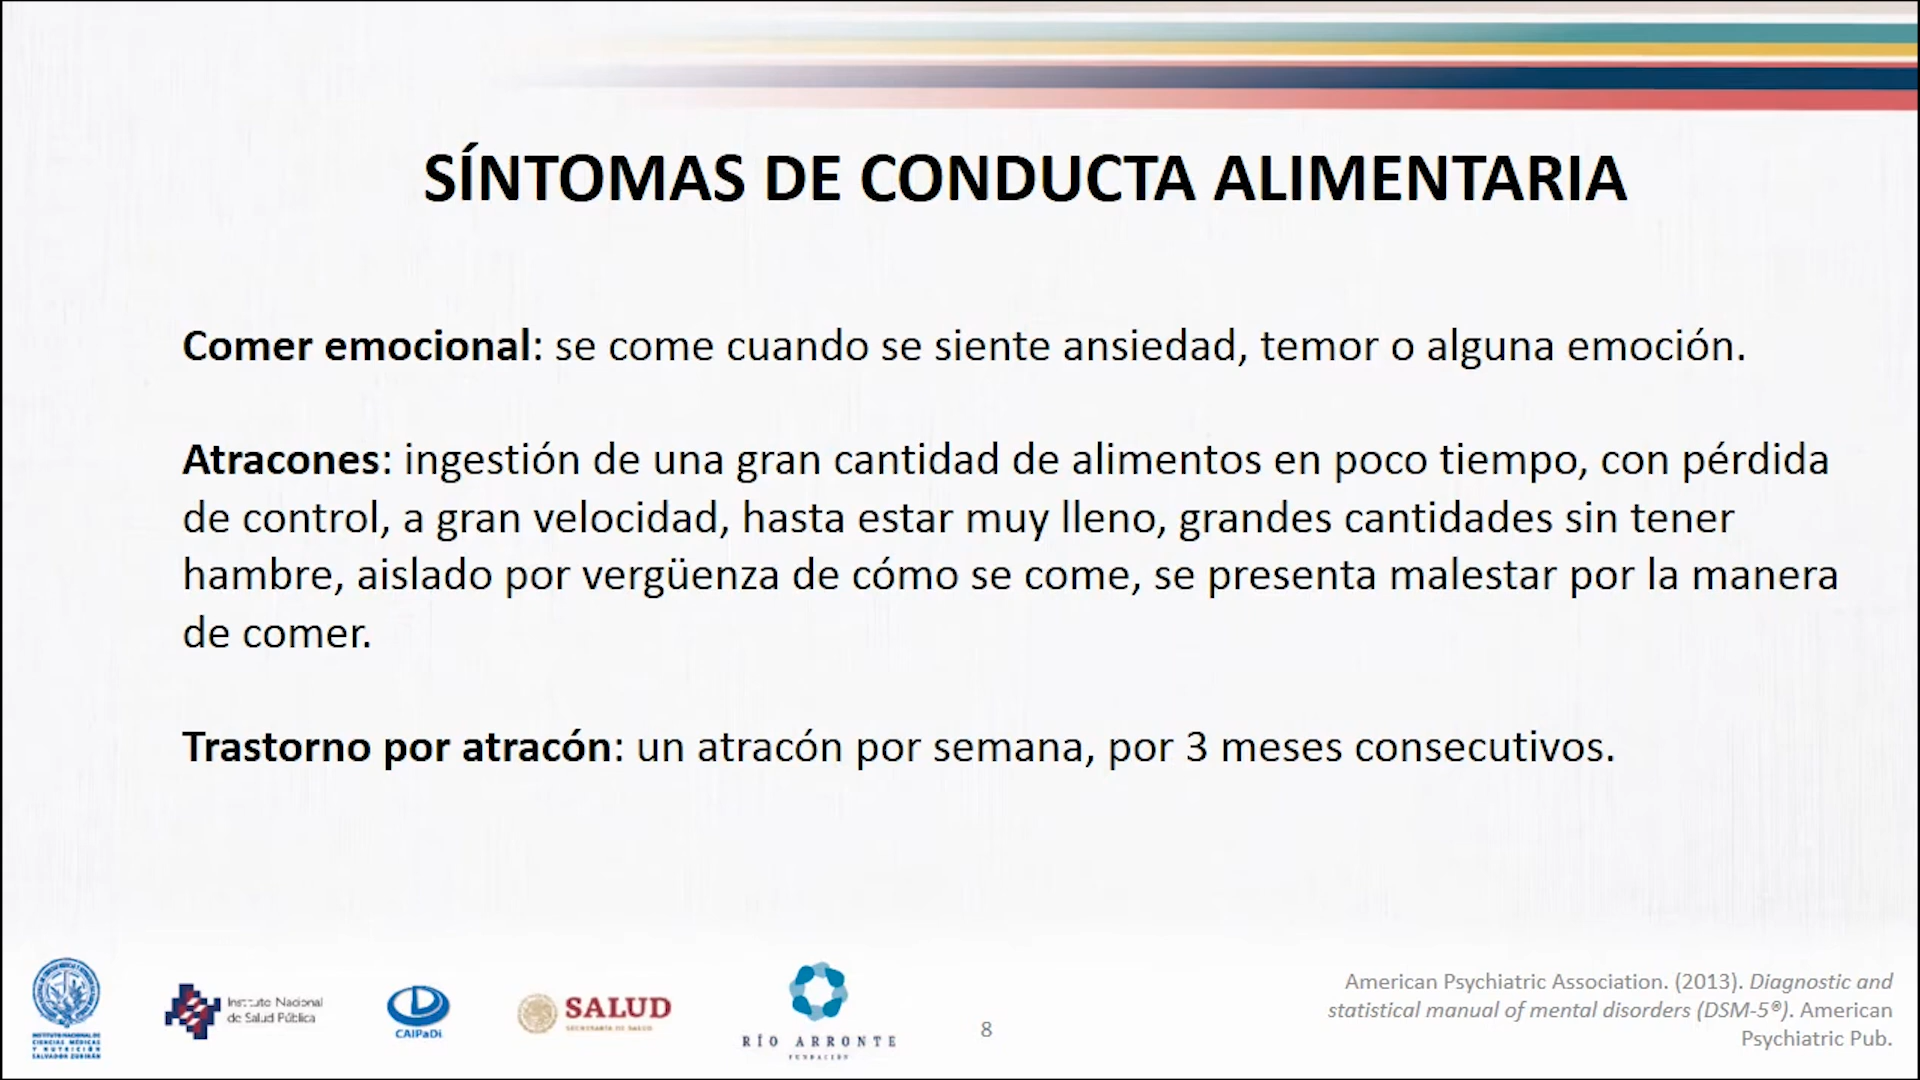 SÍNTOMAS DE CONDUCTA ALIMENTARIA
Comer emocional: se come cuando se siente ansiedad, temor o alguna emoción.
Atracones: ingestión de una gran cantidad de alimentos en poco tiempo, con pérdida
de control, a gran velocidad, hasta estar muy lleno, grandes cantidades sin tener
hambre, aislado por vergüenza de cómo se come, se presenta malestar por la manera
de comer.
Trastorno por atracón: un atracón por semana, por 3 meses consecutivos.
INSTITUTO NACIONAL DE
CIENCIAS MÉDICAS
Y NUTRICIÓN
SALVADOR ZUBIRÁN
Instituto Nacional
de Salud Pública
CAIPaDi
SALUD
SECRETARÍA DE SALUD
RÍO ARRONTE
FUNDACIÓN
8
American Psychiatric Association. (2013). Diagnostic and
statistical manual of mental disorders (DSM-5®). American
Psychiatric Pub.